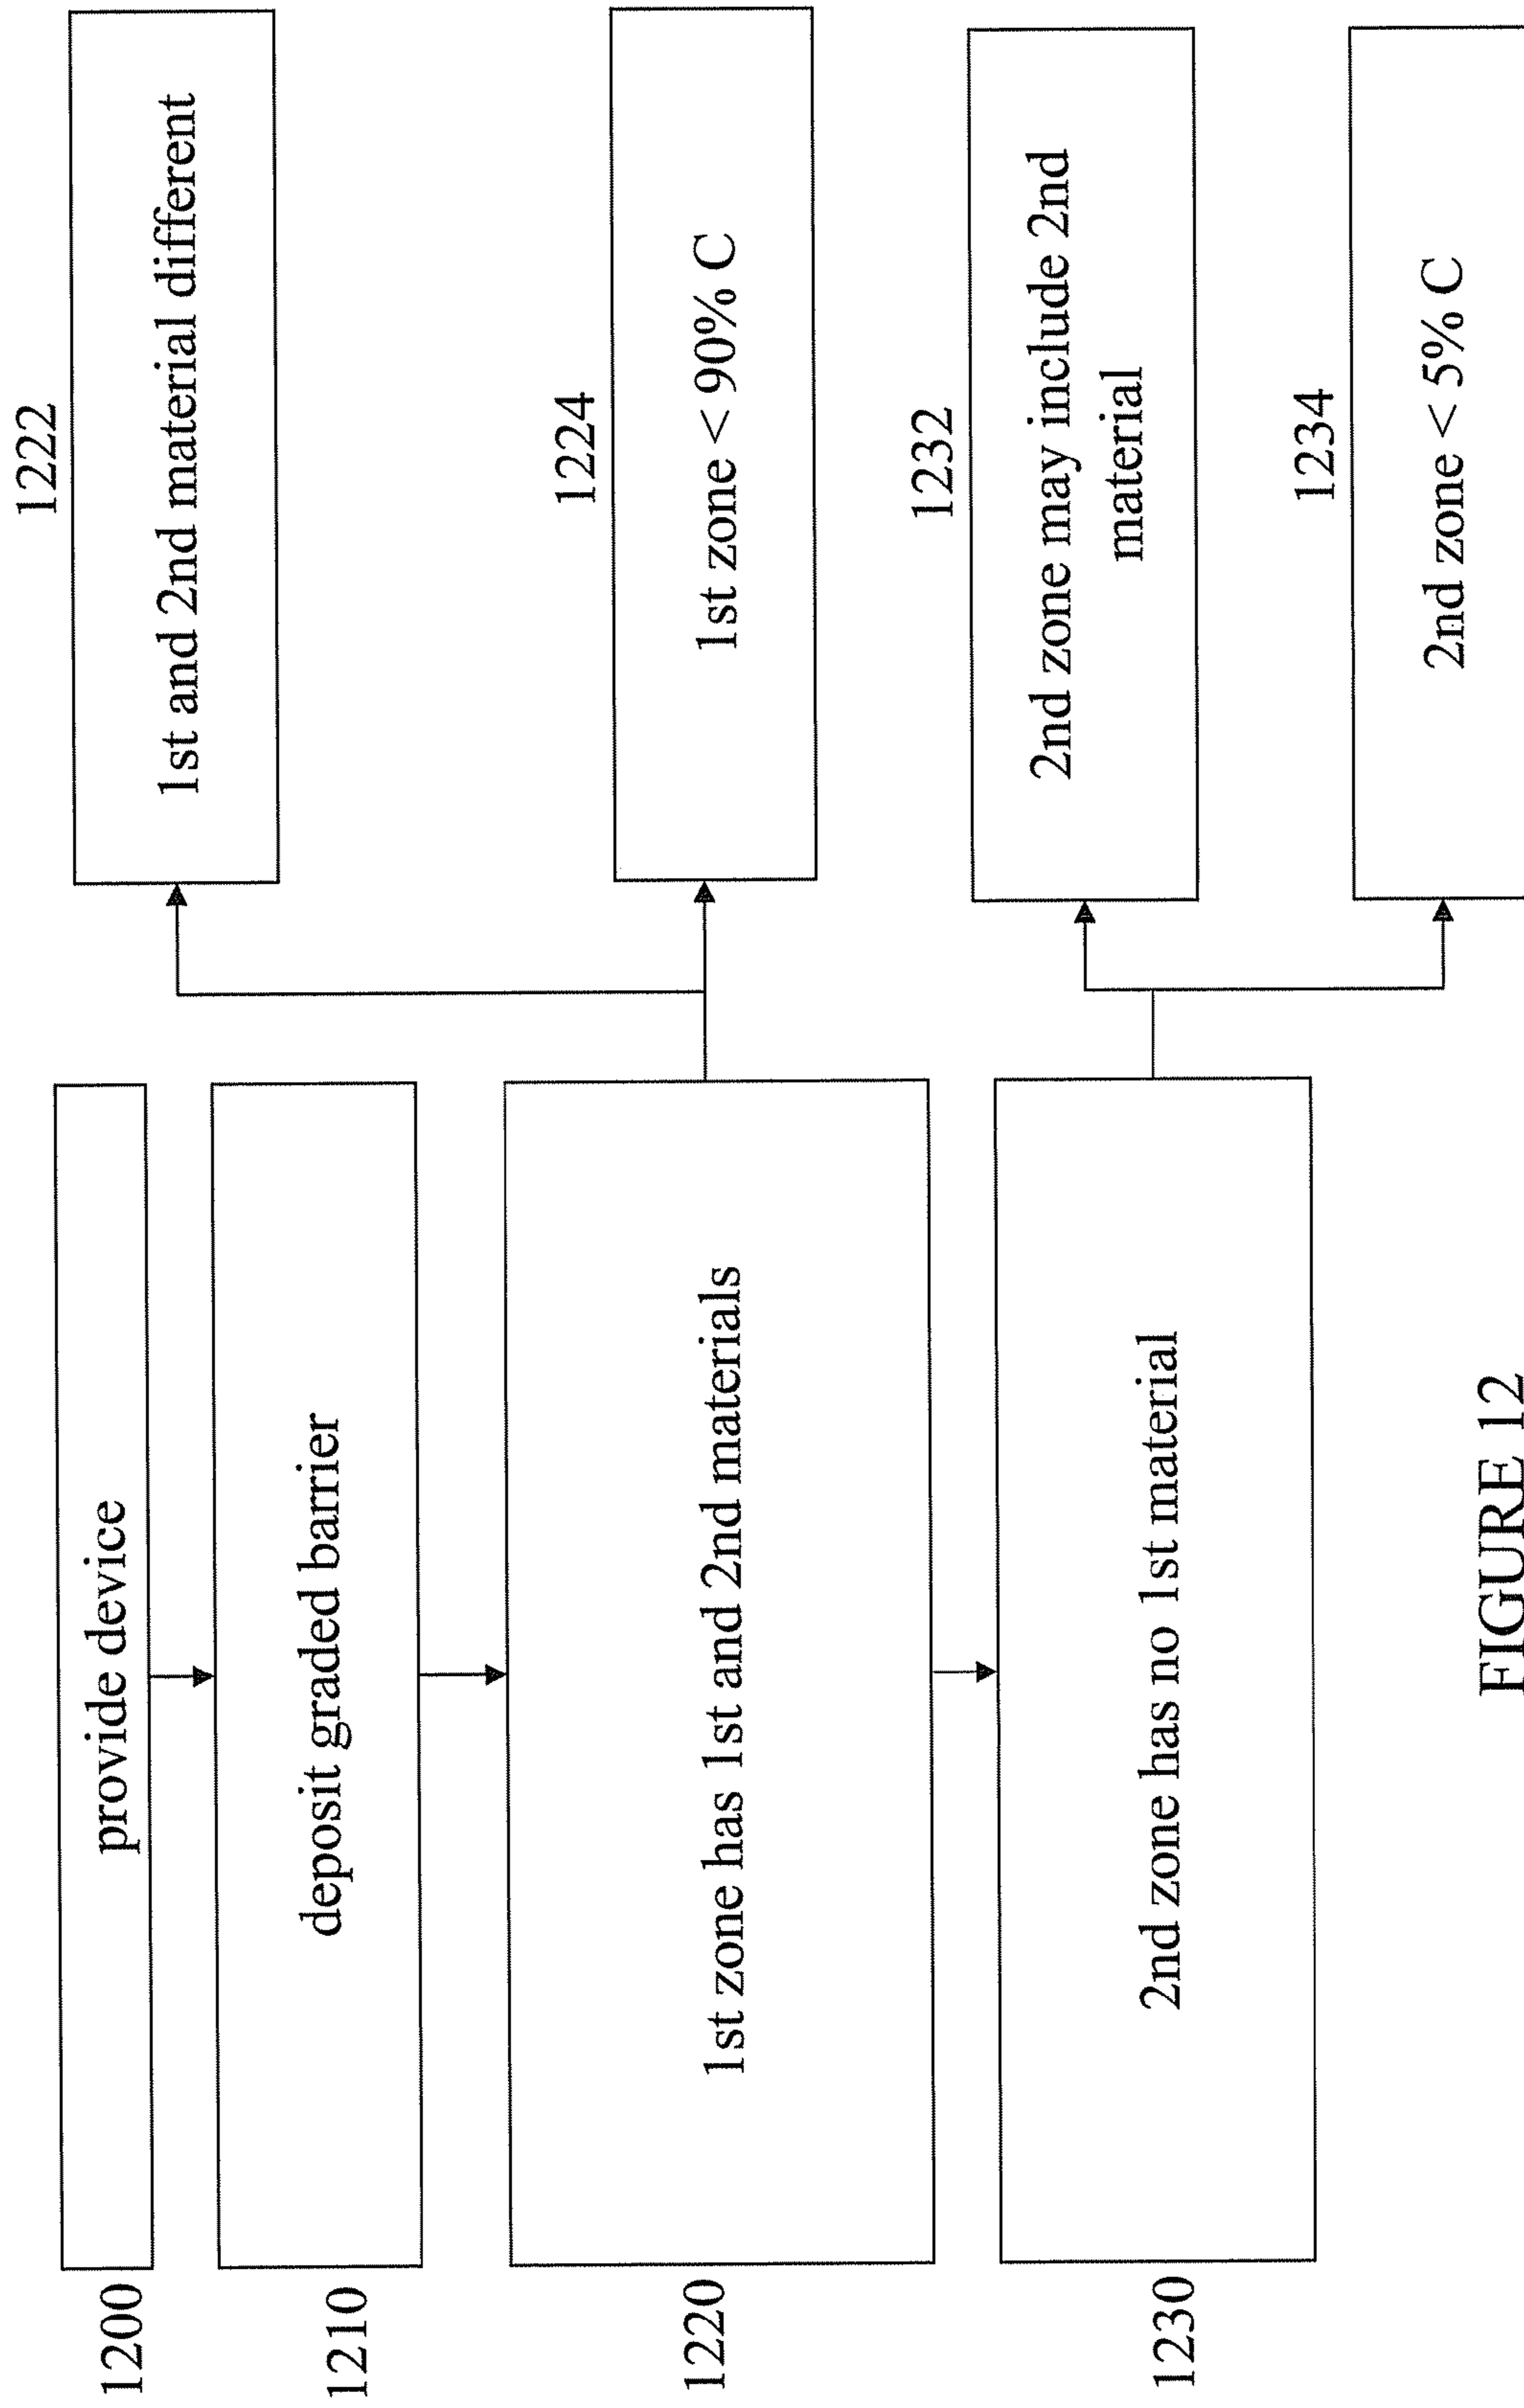 1200
provide device
1210
deposit graded barrier
1220
1st zone has 1st and 2nd materials
1222
1st and 2nd material different
1224
1st zone < 90% C
1230
2nd zone has no 1st material
1232
2nd zone may include 2nd
material
1234
2nd zone < 5% C
FIGURE 12